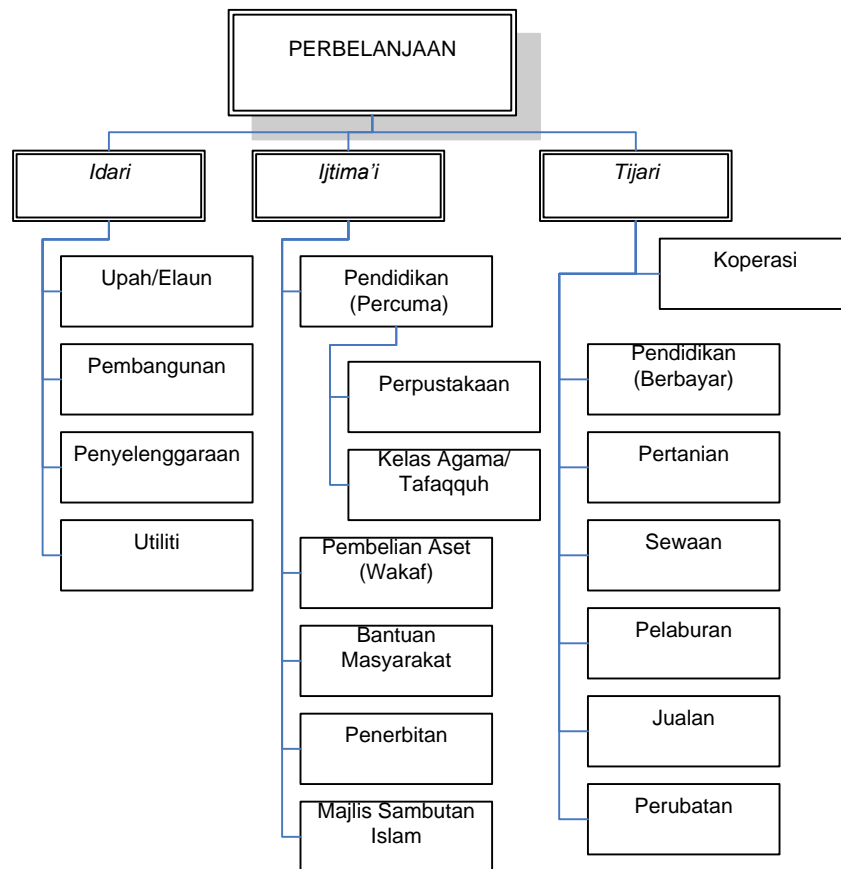 PERBELANJAAN
Idari
Ijtima'i
Tijari
Upah/Elaun
Pembangunan
Penyelenggaraan
Utiliti
Pendidikan
(Percuma)
Perpustakaan
Kelas Agama/
Tafaqquh
Pembelian Aset
(Wakaf)
Bantuan
Masyarakat
Penerbitan
Majlis Sambutan
Islam
Koperasi
Pendidikan
(Berbayar)
Pertanian
Sewaan
Pelaburan
Jualan
Perubatan